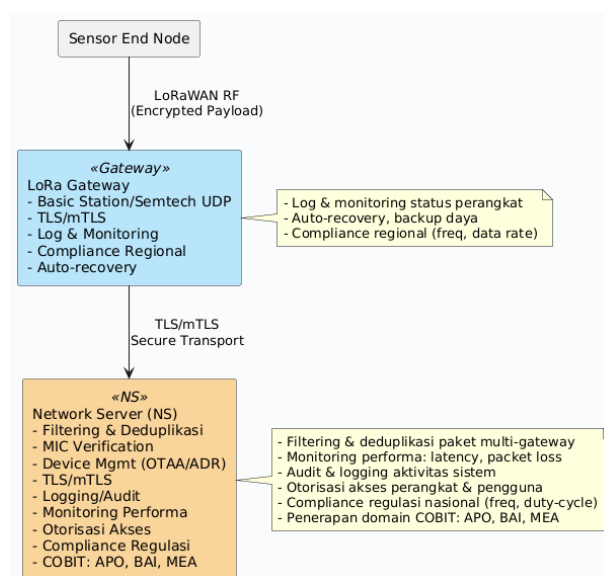 Sensor End Node
LoRaWAN RF
(Encrypted Payload)
«Gateway»
LoRa Gateway
- Basic Station/Semtech UDP
- TLS/mTLS
- Log & Monitoring
- Compliance Regional
- Auto-recovery
- Log & monitoring status perangkat
- Auto-recovery, backup daya
- Compliance regional (freq, data rate)
TLS/mTLS
Secure Transport
«NS»
Network Server (NS)
- Filtering & Deduplikasi
- MIC Verification
- Device Mgmt (OTAA/ADR)
- TLS/mTLS
- Logging/Audit
- Monitoring Performa
- Otorisasi Akses
- Compliance Regulasi
- COBIT: APO, BAI, MEA
- Filtering & deduplikasi paket multi-gateway
- Monitoring performa: latency, packet loss
- Audit & logging aktivitas sistem
- Otorisasi akses perangkat & pengguna
- Compliance regulasi nasional (freq, duty-cycle)
- Penerapan domain COBIT: APO, BAI, MEA